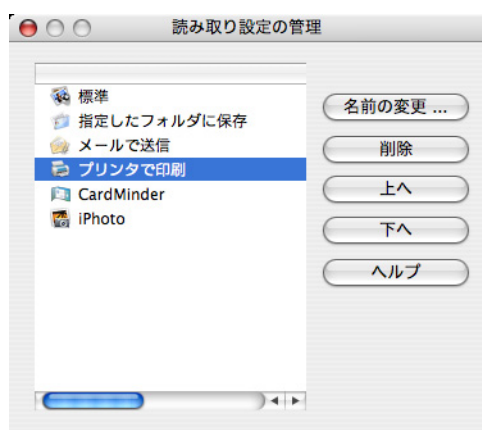 読み取り設定の管理
標準
指定したフォルダに保存
メールで送信
プリンタで印刷
CardMinder
iPhoto
名前の変更 ...
削除
上へ
下へ
ヘルプ